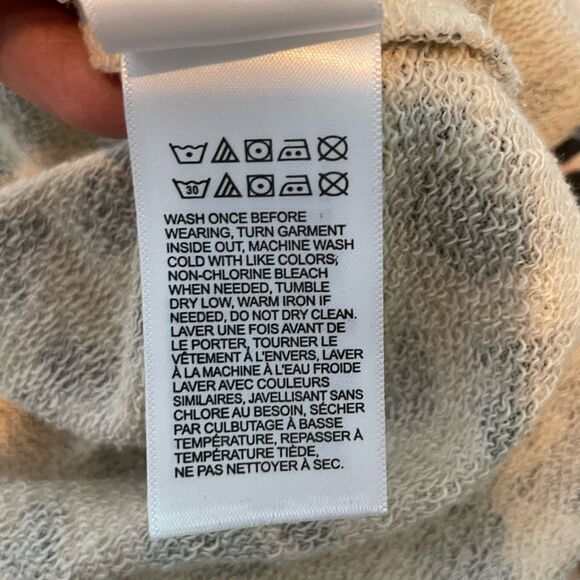 30
WASH ONCE BEFORE
WEARING, TURN GARMENT
INSIDE OUT, MACHINE WASH
COLD WITH LIKE COLORS,
NON-CHLORINE BLEACH
WHEN NEEDED, TUMBLE
DRY LOW, WARM IRON IF
NEEDED, DO NOT DRY CLEAN.
LAVER UNE FOIS AVANT DE
LE PORTER, TOURNER LE
VÊTEMENT À L'ENVERS, LAVER
À LA MACHINE À L'EAU FROIDE
LAVER AVEC COULEURS
SIMILAIRES, JAVELLISANT SANS
CHLORE AU BESOIN, SÉCHER
PAR CULBUTAGE À BASSE
TEMPÉRATURE, REPASSER À
TEMPÉRATURE TIÈDE,
NE PAS NETTOYER À SEC.